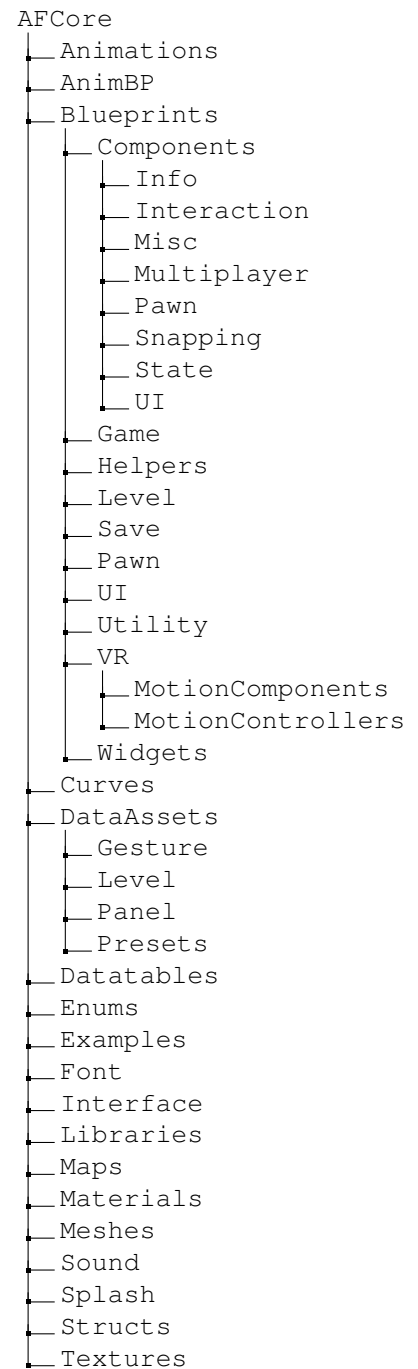 AFCore
Animations
AnimBP
Blueprints
Components
Info
Interaction
Misc
Multiplayer
Pawn
Snapping
State
UI
Game
Helpers
Level
Save
Pawn
UI
Utility
VR
MotionComponents
MotionControllers
Widgets
Curves
DataAssets
Gesture
Level
Panel
Presets
Datatables
Enums
Examples
Font
Interface
Libraries
Maps
Materials
Meshes
Sound
Splash
Structs
Textures